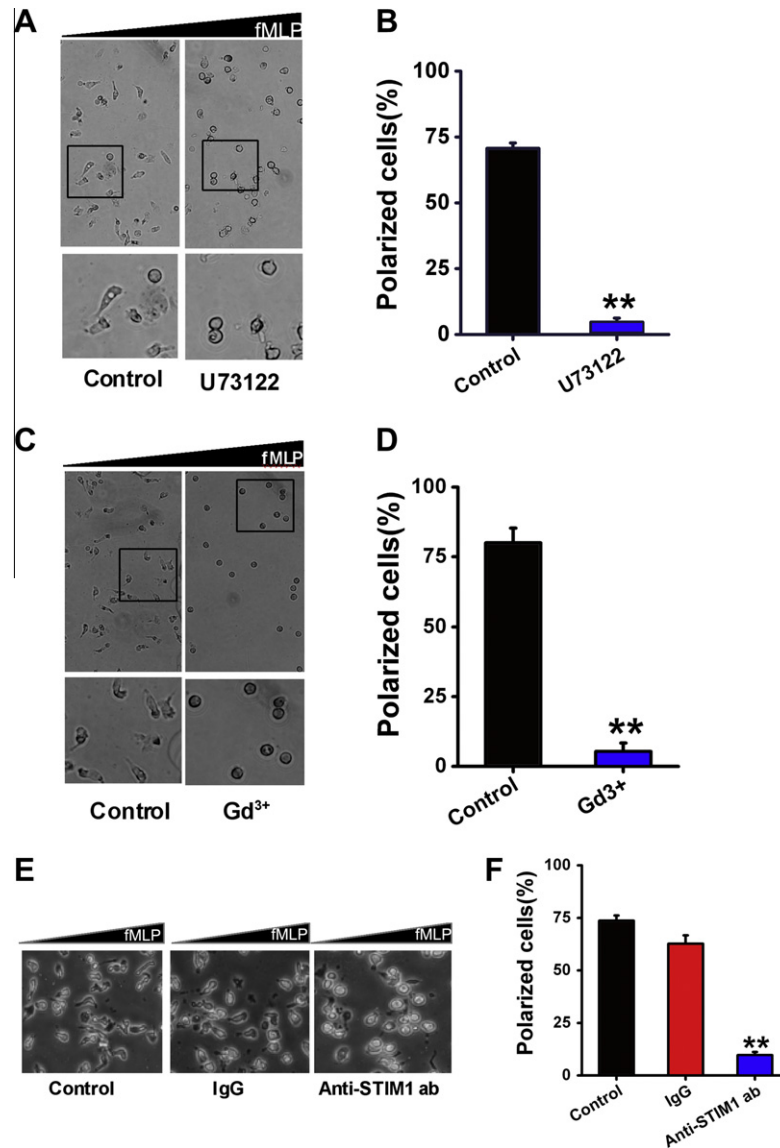 A
fMLP
Control
U73122
B
Polarized cells(%)
100
75
50
25
0
**
Control
U73122
C
fMLP
Control
Gd³⁺
D
Polarized cells(%)
100
75
50
25
0
**
Control
Gd3+
E
fMLP
fMLP
fMLP
Control
IgG
Anti-STIM1 ab
F
Polarized cells(%)
100
75
50
25
0
**
Control
IgG
Anti-STIM1 ab